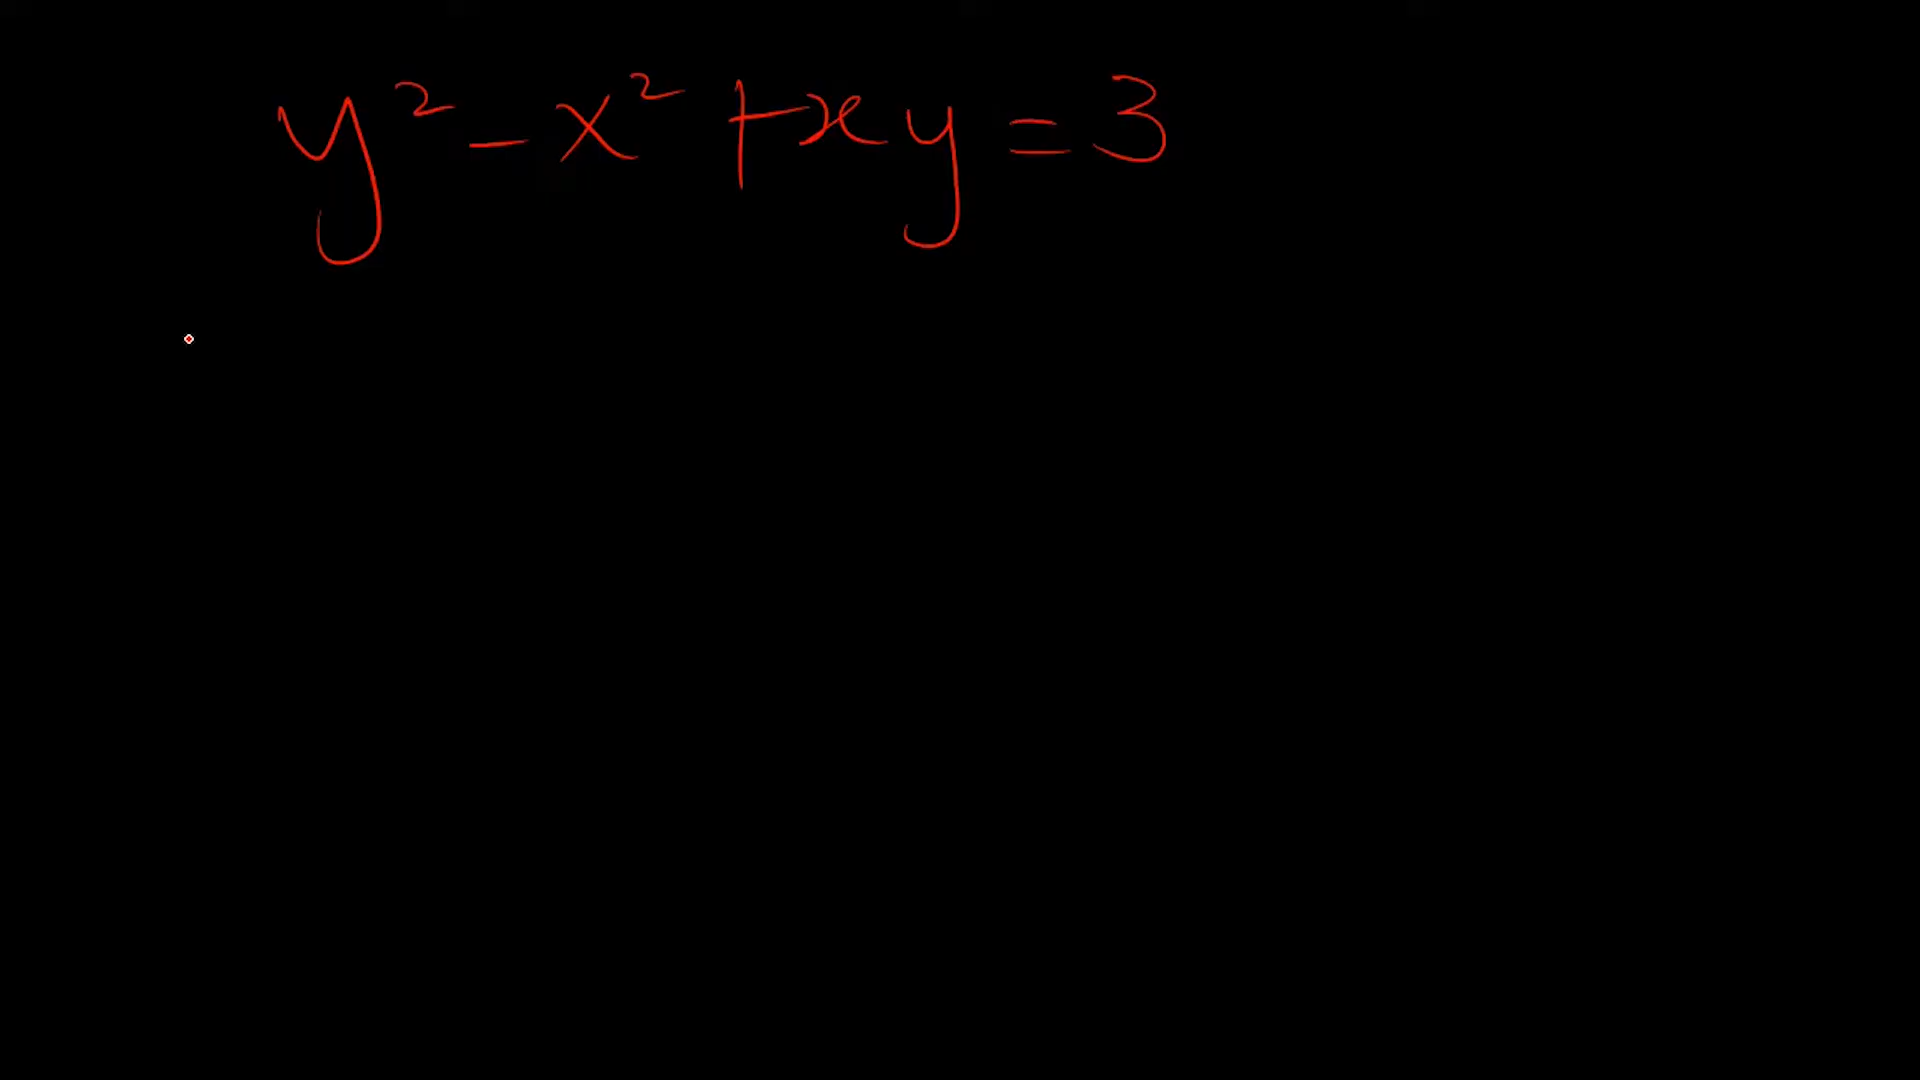 y² - x² + xy = 3